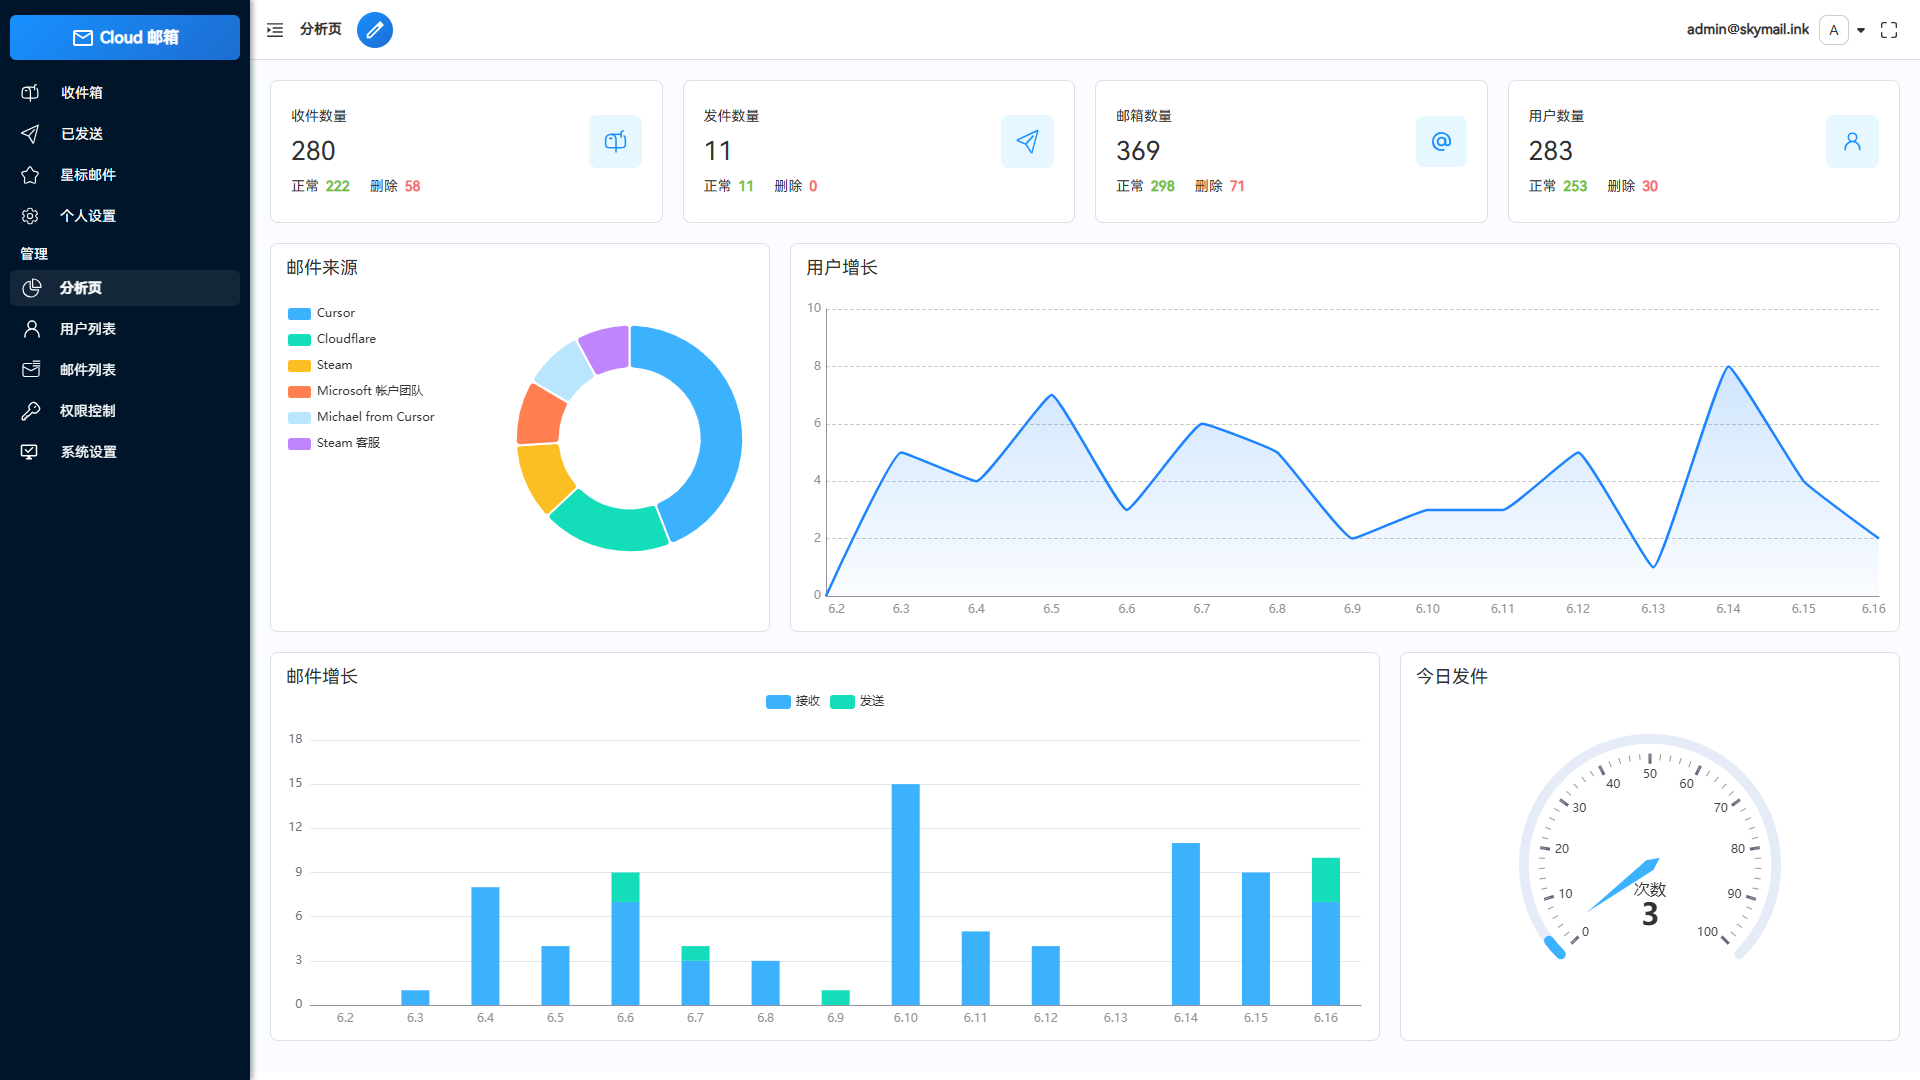 Cloud 邮箱
收件箱
已发送
星标邮件
个人设置
管理
分析页
用户列表
邮件列表
权限控制
系统设置
分析页
admin@skymail.ink
A
收件数量
280
正常 222 删除 58
发件数量
11
正常 11 删除 0
邮箱数量
369
正常 298 删除 71
用户数量
283
正常 253 删除 30
邮件来源
Cursor
Cloudflare
Steam
Microsoft 帐户团队
Michael from Cursor
Steam 客服
用户增长
10
8
6
4
2
0
6.2 6.3 6.4 6.5 6.6 6.7 6.8 6.9 6.10 6.11 6.12 6.13 6.14 6.15 6.16
邮件增长
接收 发送
18
15
12
9
6
3
0
6.2 6.3 6.4 6.5 6.6 6.7 6.8 6.9 6.10 6.11 6.12 6.13 6.14 6.15 6.16
今日发件
0 10 20 30 40 50 60 70 80 90 100
次数
3